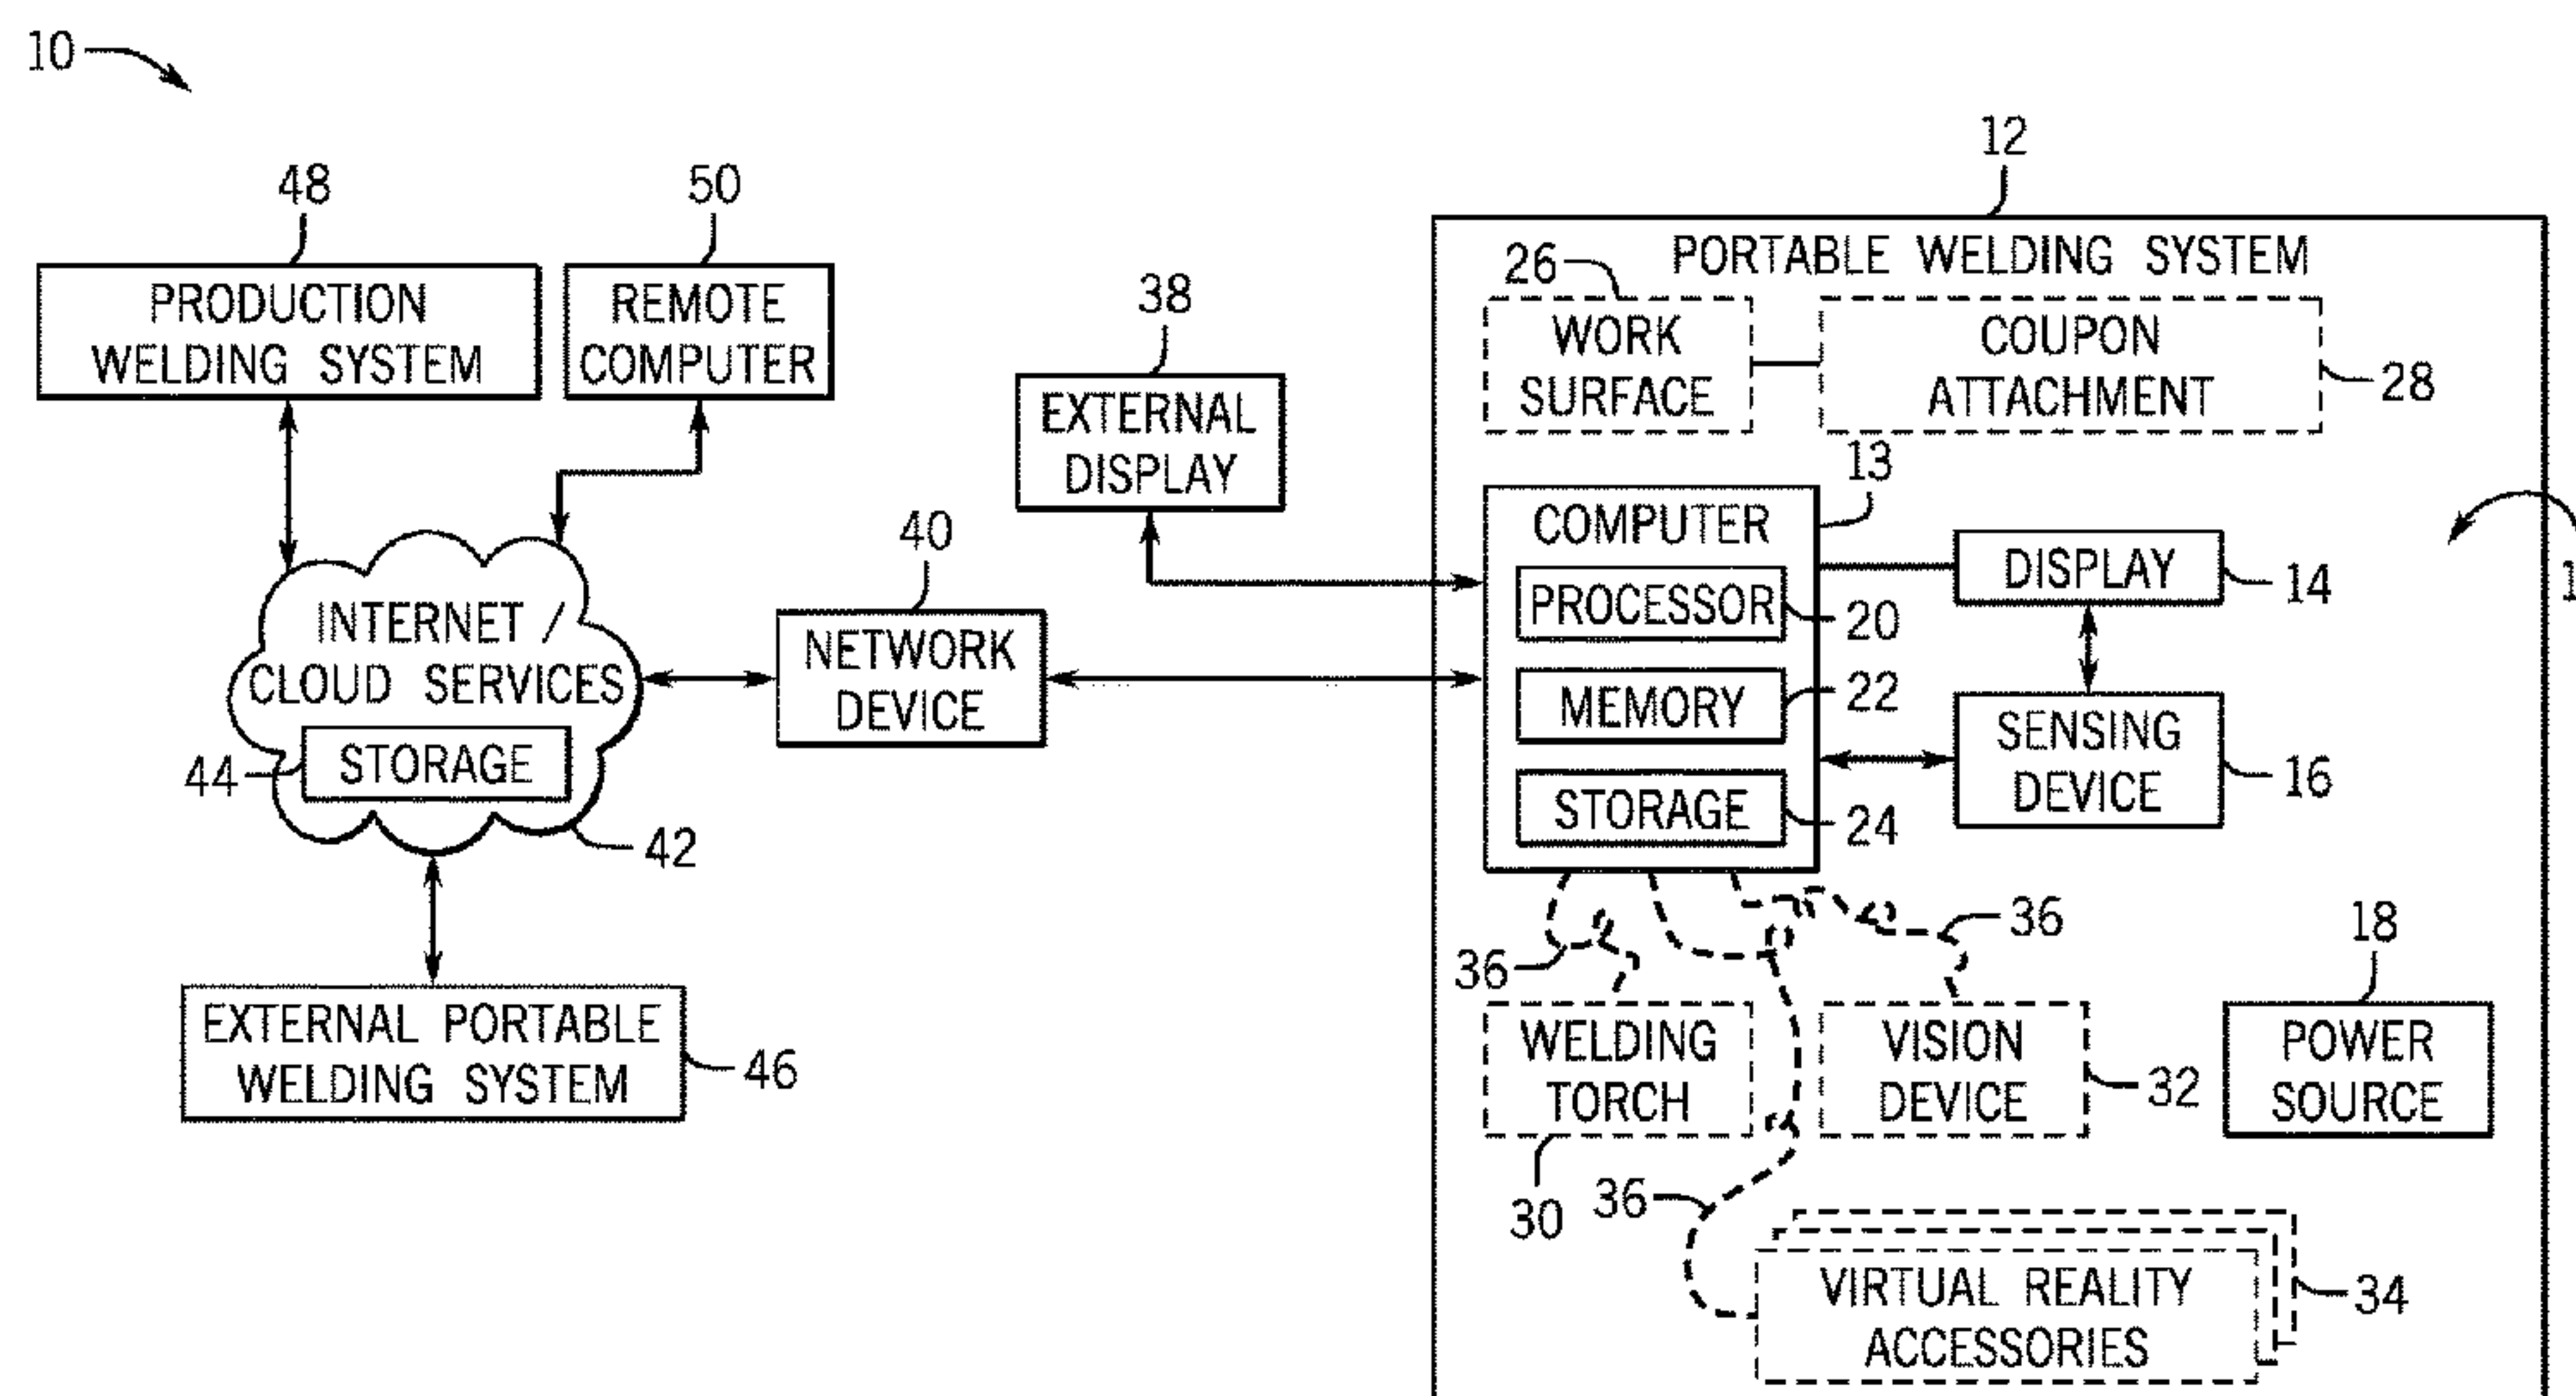 10
12
48
50
PORTABLE WELDING SYSTEM
26
38
PRODUCTION
WELDING SYSTEM
REMOTE
COMPUTER
WORK
SURFACE
COUPON
ATTACHMENT
28
EXTERNAL
DISPLAY
13
COMPUTER
40
DISPLAY
14
1
PROCESSOR
20
INTERNET /
CLOUD SERVICES
NETWORK
DEVICE
MEMORY
22
SENSING
DEVICE
16
44
STORAGE
STORAGE
24
42
36
36
18
EXTERNAL PORTABLE
WELDING SYSTEM
46
WELDING
TORCH
VISION
DEVICE
32
POWER
SOURCE
30
36
VIRTUAL REALITY
ACCESSORIES
34